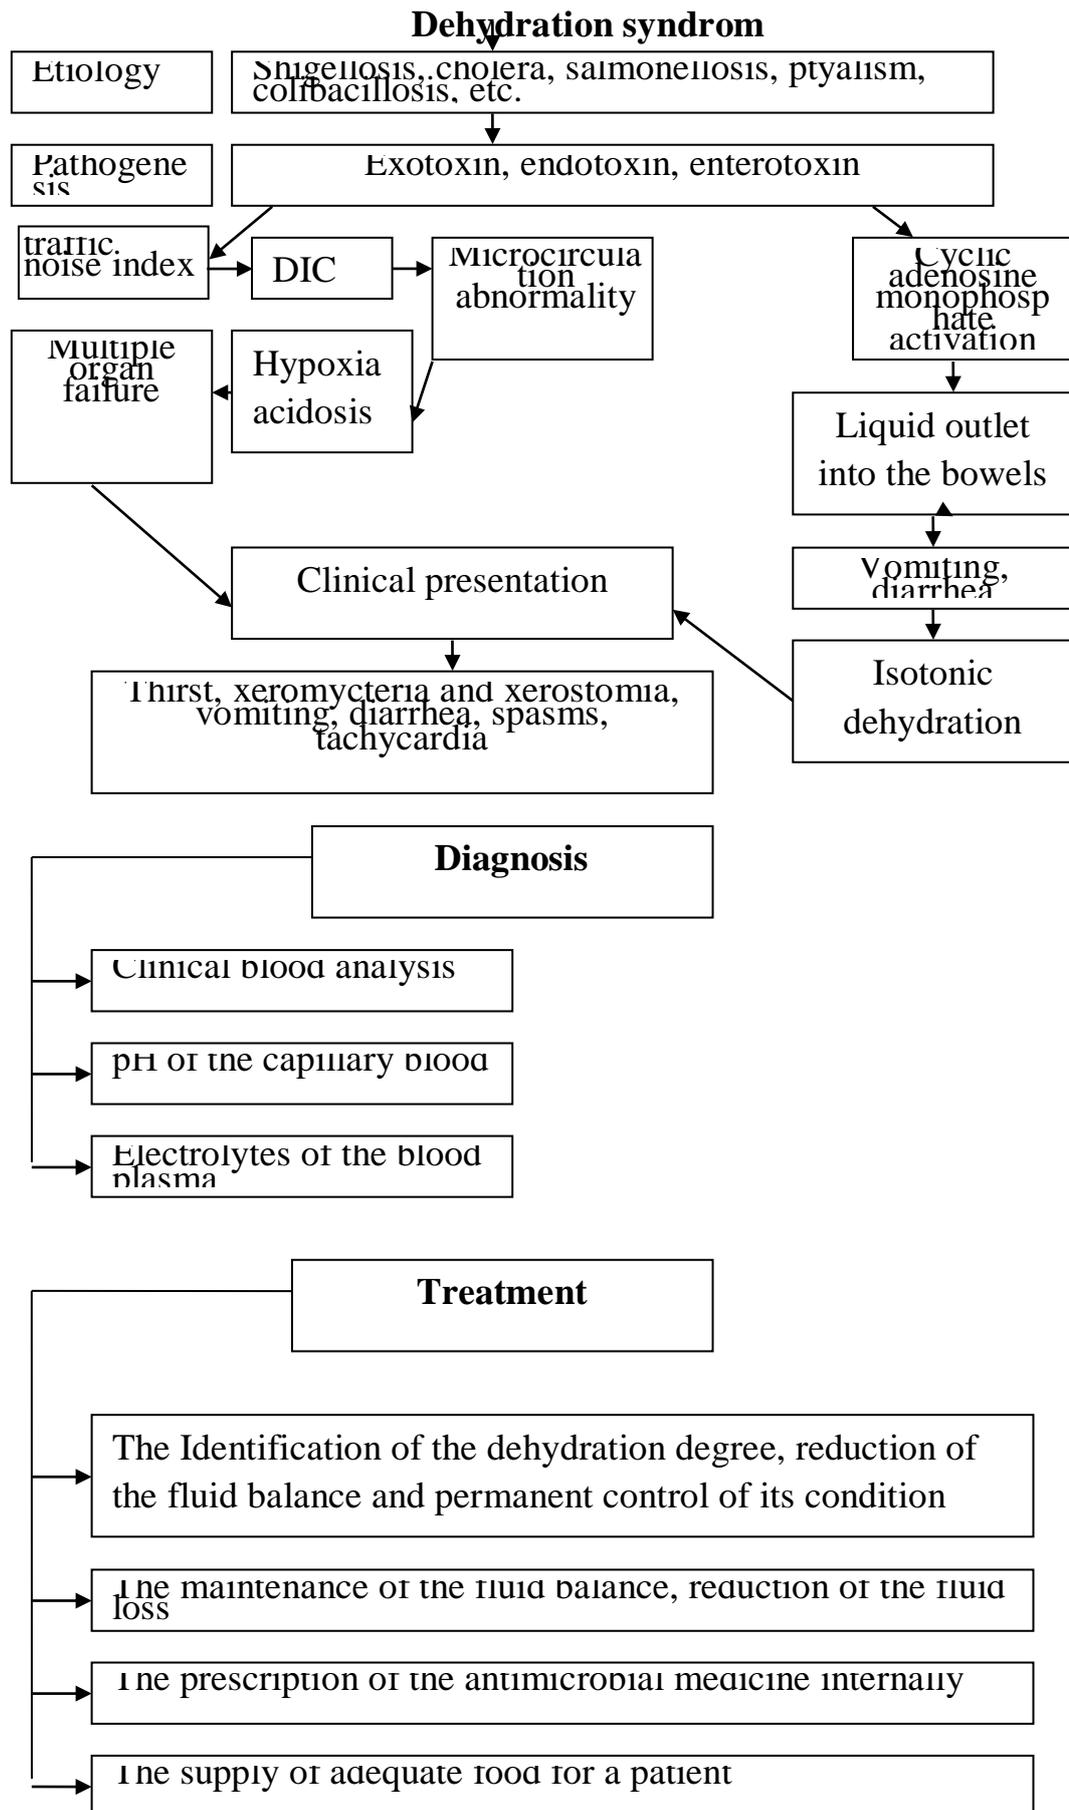 Dehydration syndrom
Etiology
Shigellosis, cholera, salmonellosis, ptyalism,
colibacillosis, etc.
Pathogene
sis
Exotoxin, endotoxin, enterotoxin
traffic.
noise index
DIC
Microcircula
tion
abnormality
Cyclic
adenosine
monophosp
hate
activation
Multiple
organ
failure
Hypoxia
acidosis
Liquid outlet
into the bowels
Vomiting,
diarrhea
Clinical presentation
Isotonic
dehydration
Thirst, xeromycteria and xerostomia,
vomiting, diarrhea, spasms,
tachycardia
Diagnosis
Clinical blood analysis
pH of the capillary blood
Electrolytes of the blood
plasma
Treatment
The Identification of the dehydration degree, reduction of
the fluid balance and permanent control of its condition
The maintenance of the fluid balance, reduction of the fluid
loss
The prescription of the antimicrobial medicine internally
The supply of adequate food for a patient